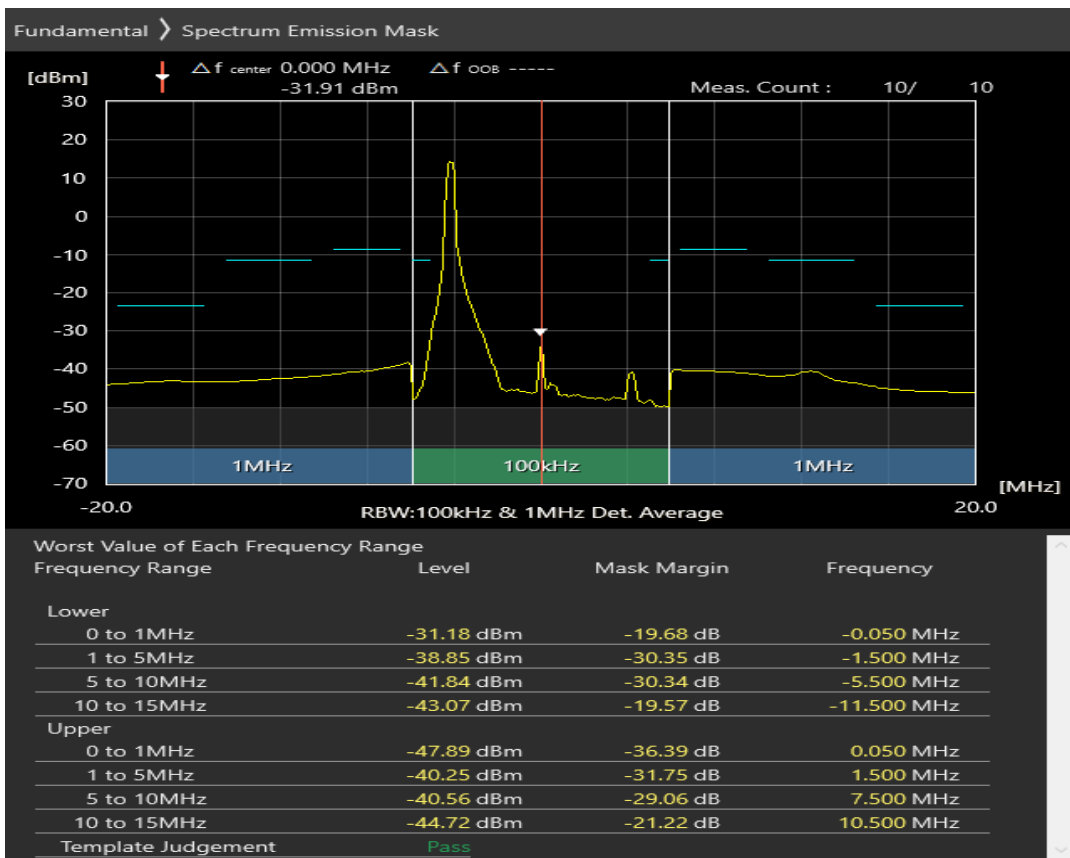 Fundamental ❯ Spectrum Emission Mask
[dBm] △f center 0.000 MHz △f OOB -----
-31.91 dBm Meas. Count : 10/ 10
30
20
10
0
-10
-20
-30
-40
-50
-60
1MHz 100kHz 1MHz
-70
[MHz]
-20.0 RBW:100kHz & 1MHz Det. Average 20.0
Worst Value of Each Frequency Range
Frequency Range Level Mask Margin Frequency
Lower
0 to 1MHz -31.18 dBm -19.68 dB -0.050 MHz
1 to 5MHz -38.85 dBm -30.35 dB -1.500 MHz
5 to 10MHz -41.84 dBm -30.34 dB -5.500 MHz
10 to 15MHz -43.07 dBm -19.57 dB -11.500 MHz
Upper
0 to 1MHz -47.89 dBm -36.39 dB 0.050 MHz
1 to 5MHz -40.25 dBm -31.75 dB 1.500 MHz
5 to 10MHz -40.56 dBm -29.06 dB 7.500 MHz
10 to 15MHz -44.72 dBm -21.22 dB 10.500 MHz
Template Judgement Pass